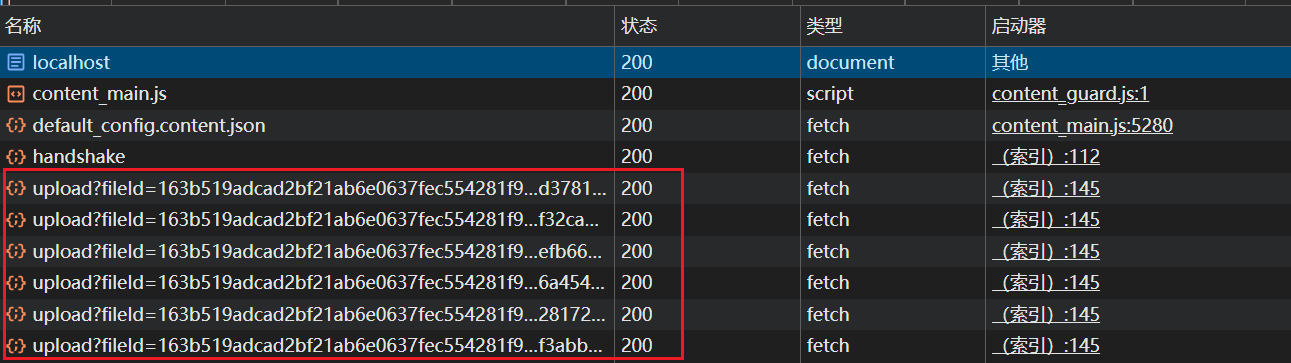 名称 状态 类型 启动器
localhost 200 document 其他
content_main.js 200 script content_guard.js:1
default_config.content.json 200 fetch content_main.js:5280
handshake 200 fetch (索引):112
upload?fileId=163b519adcad2bf21ab6e0637fec554281f9...d3781... 200 fetch (索引):145
upload?fileId=163b519adcad2bf21ab6e0637fec554281f9...f32ca... 200 fetch (索引):145
upload?fileId=163b519adcad2bf21ab6e0637fec554281f9...efb66... 200 fetch (索引):145
upload?fileId=163b519adcad2bf21ab6e0637fec554281f9...6a454... 200 fetch (索引):145
upload?fileId=163b519adcad2bf21ab6e0637fec554281f9...28172... 200 fetch (索引):145
upload?fileId=163b519adcad2bf21ab6e0637fec554281f9...f3abb... 200 fetch (索引):145